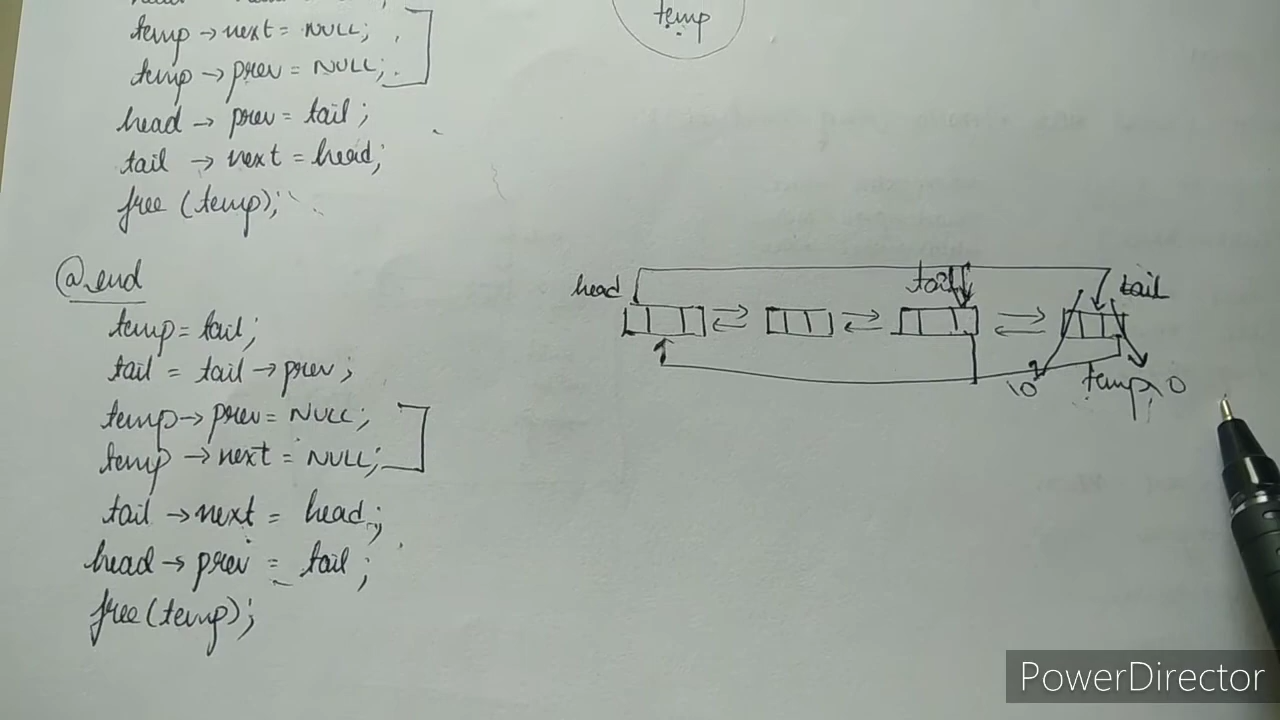 temp → next = NULL;
temp → prev = NULL;
head → prev = tail;
tail → next = head;
free (temp);
temp
@end
temp = tail;
tail = tail → prev;
temp → prev = NULL;
temp → next = NULL;
tail → next = head;
head → prev = tail;
free (temp);
head
tail
tail
temp
PowerDirector